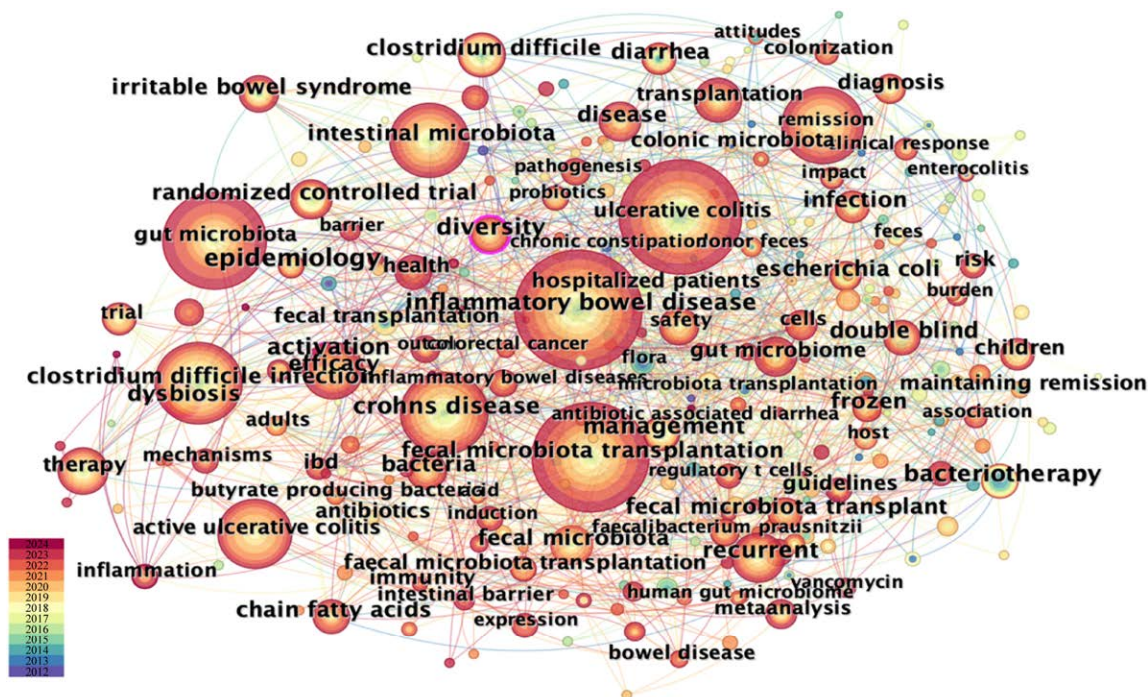 attitudes
clostridium difficile
diarrhea
colonization
irritable bowel syndrome
diagnosis
transplantation
disease
remission
intestinal microbiota
colonic microbiota
clinical response
pathogenesis
enterocolitis
impact
randomized controlled trial
probiotics
infection
ulcerative colitis
barrier
diversity
feces
gut microbiota
chronic constipation
donor feces
epidemiology
health
escherichia coli
risk
hospitalized patients
burden
inflammatory bowel disease
trial
fecal transplantation
safety
cells
double blind
activation
outcome
colorectal cancer
gut microbiome
children
efficacy
flora
clostridium difficile infection
inflammatory bowel diseases
microbiota transplantation
maintaining remission
dysbiosis
crohns disease
frozen
antibiotic associated diarrhea
association
adults
management
host
fecal microbiota transplantation
mechanisms
therapy
ibd
bacteria
regulatory t cells
bacteriotherapy
guidelines
butyrate producing bacteria
acid
antibiotics
induction
fecal microbiota transplant
active ulcerative colitis
faecalibacterium prausnitzii
fecal microbiota
recurrent
faecal microbiota transplantation
inflammation
immunity
vancomycin
intestinal barrier
human gut microbiome
chain fatty acids
metaanalysis
expression
bowel disease
2024
2023
2022
2021
2020
2019
2018
2017
2016
2015
2014
2013
2012